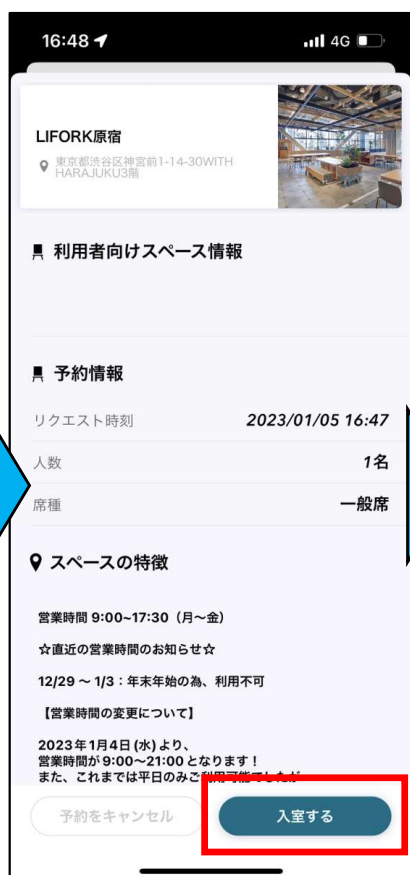 16:48
4G
LIFORK原宿
東京都渋谷区神宮前1-14-30WITH
HARAJUKU3階
利用者向けスペース情報
予約情報
リクエスト時刻 2023/01/05 16:47
人数 1名
席種 一般席
スペースの特徴
営業時間 9:00~17:30（月～金）
☆直近の営業時間のお知らせ☆
12/29 ~ 1/3：年末年始の為、利用不可
【営業時間の変更について】
2023年1月4日(水)より、
営業時間が9:00~21:00となります！
また、これまでは平日のみご利用可能でしたが
予約をキャンセル
入室する